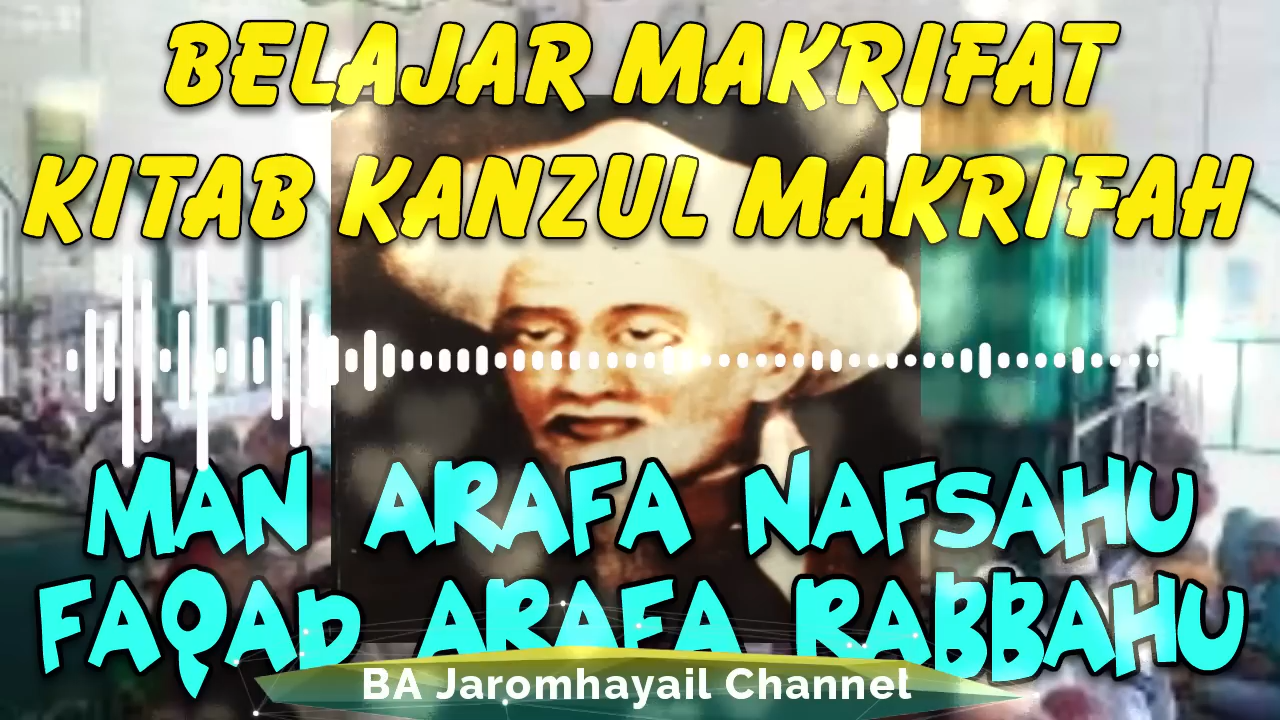 BELAJAR MAKRIFAT
KITAB KANZUL MAKRIFAH
MAN ARAFA NAFSAHU
FAQAD ARAFA RABBAHU
BA Jaromhayail Channel